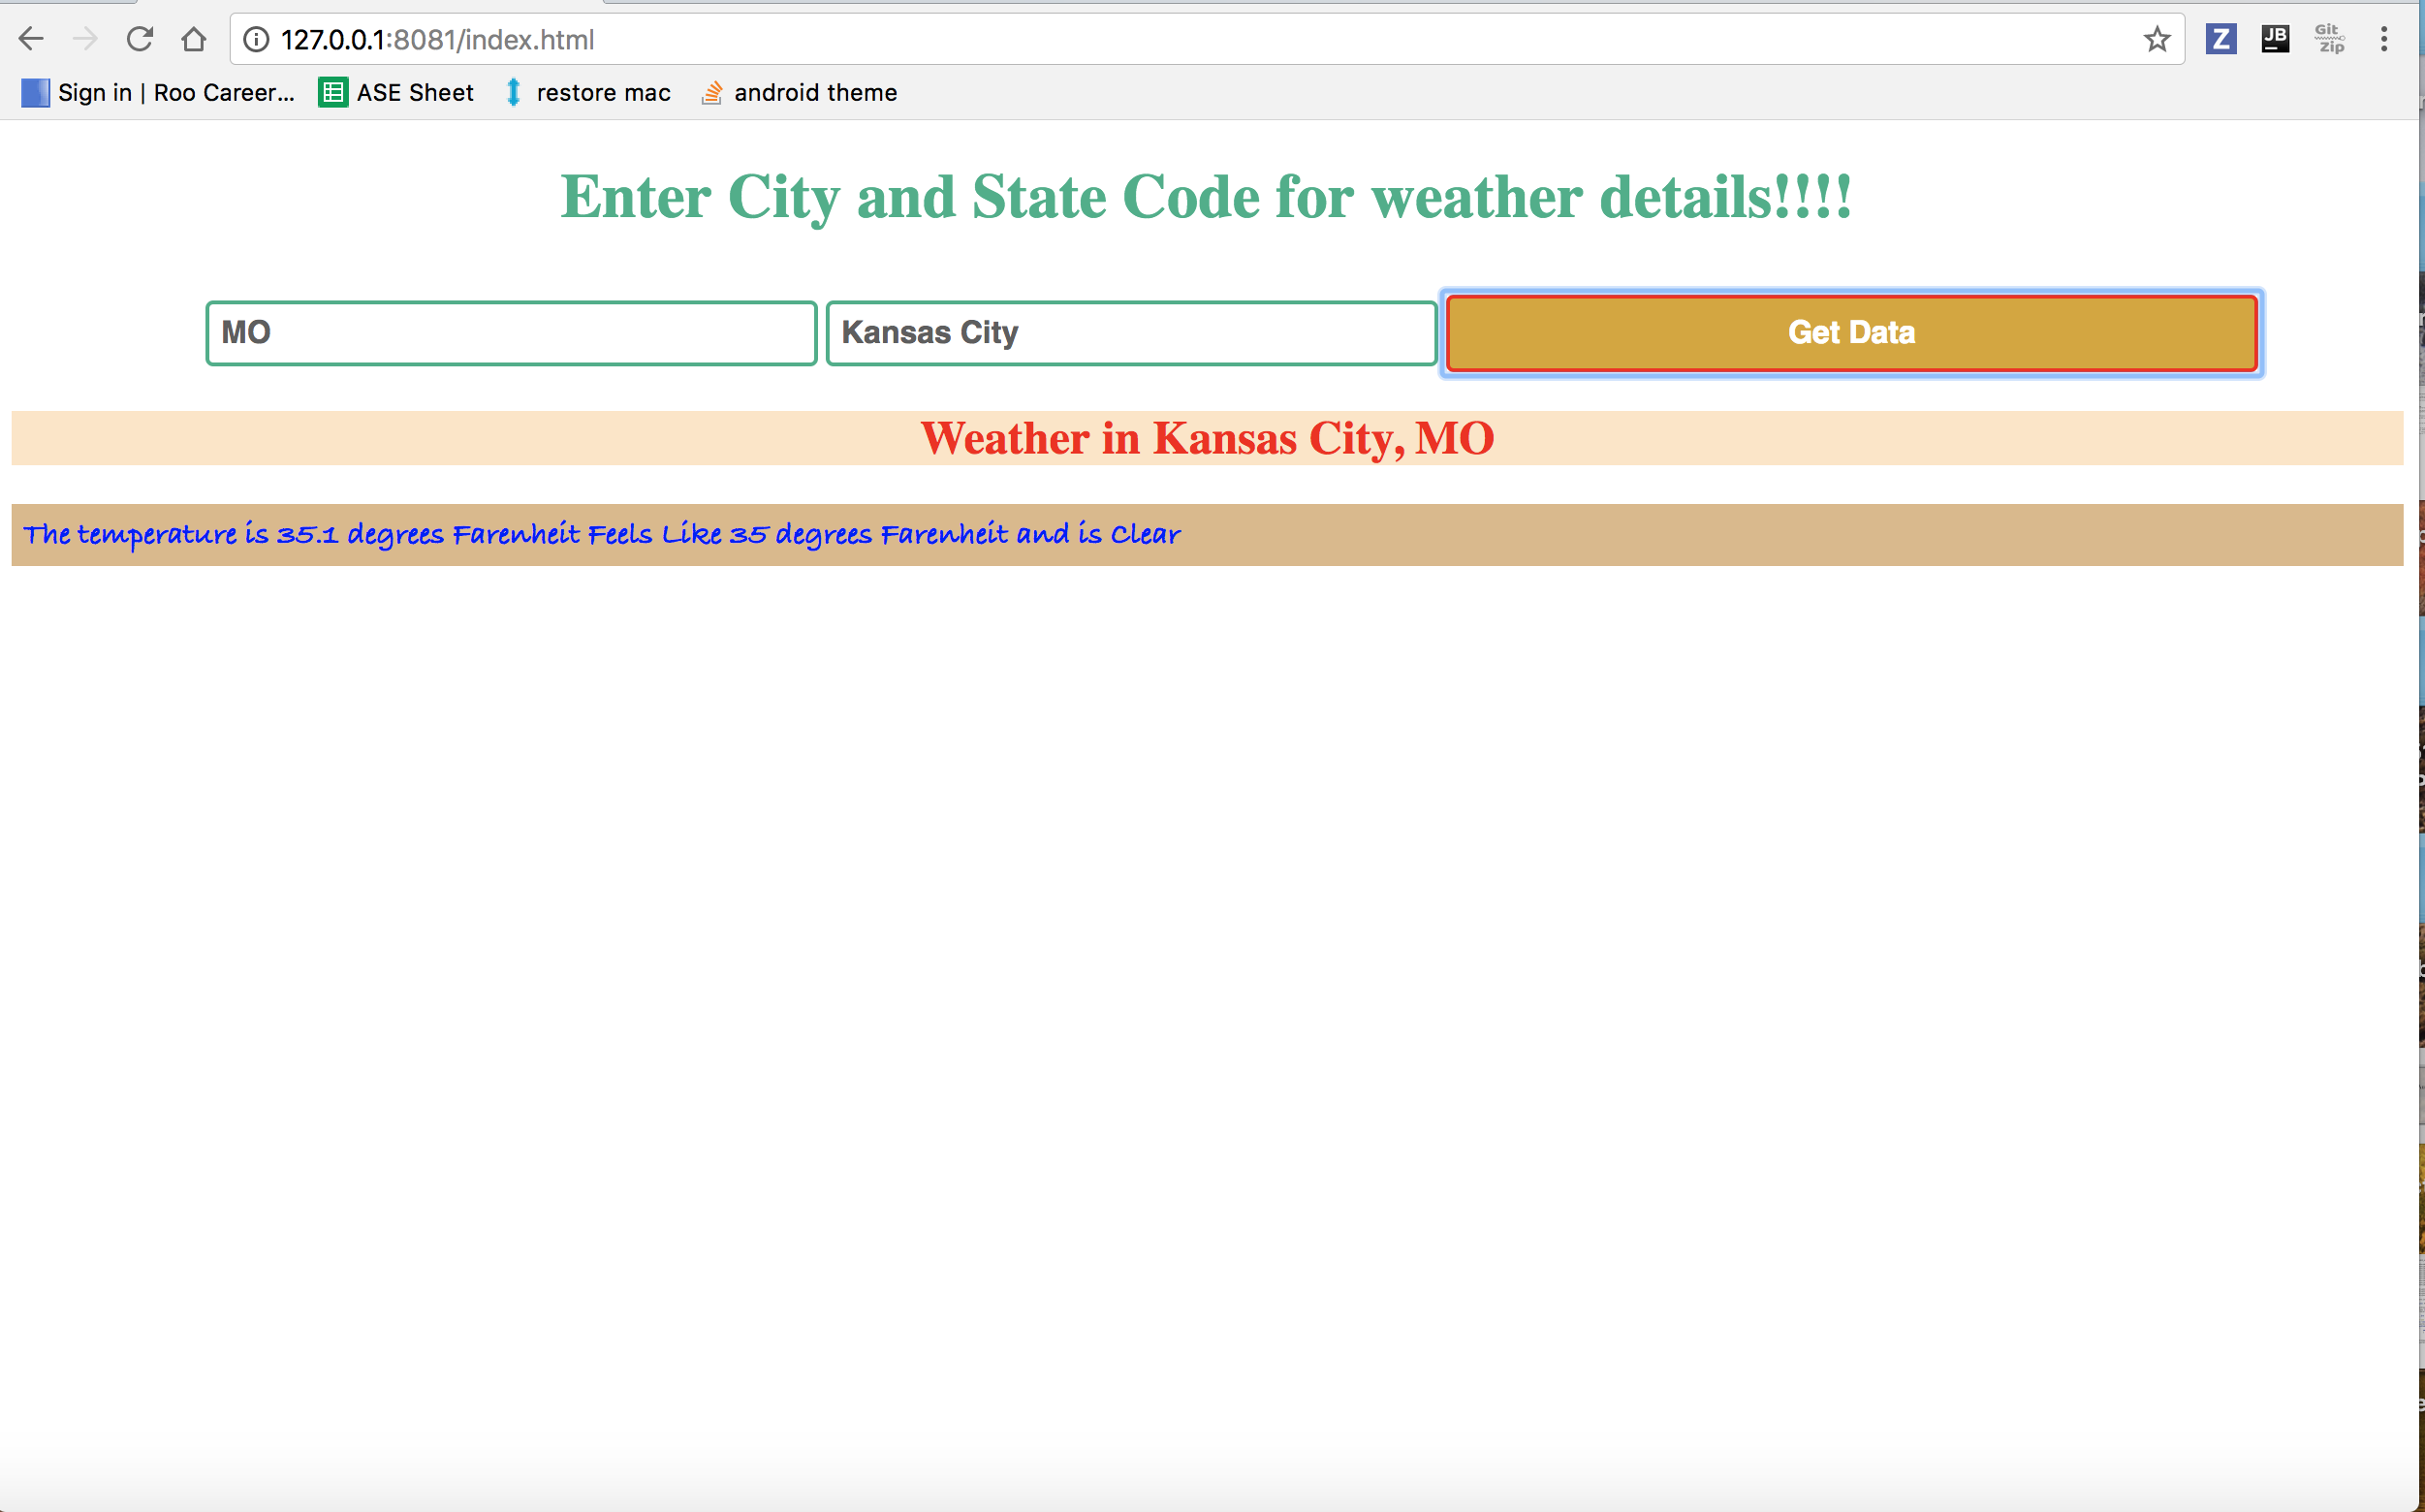 127.0.0.1:8081/index.html
Z
JB
Git
Zip
Sign in | Roo Career...
ASE Sheet
restore mac
android theme
Enter City and State Code for weather details!!!!
MO
Kansas City
Get Data
Weather in Kansas City, MO
The temperature is 35.1 degrees Farenheit Feels Like 35 degrees Farenheit and is Clear